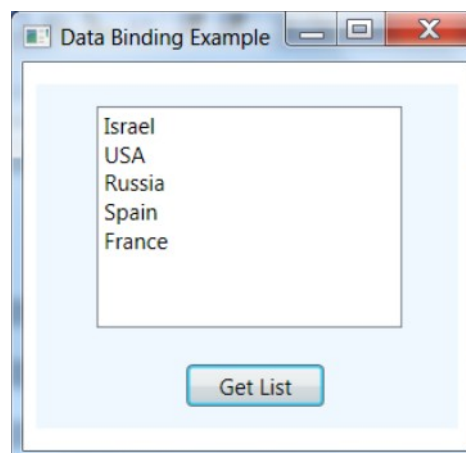 Data Binding Example
Israel
USA
Russia
Spain
France
Get List